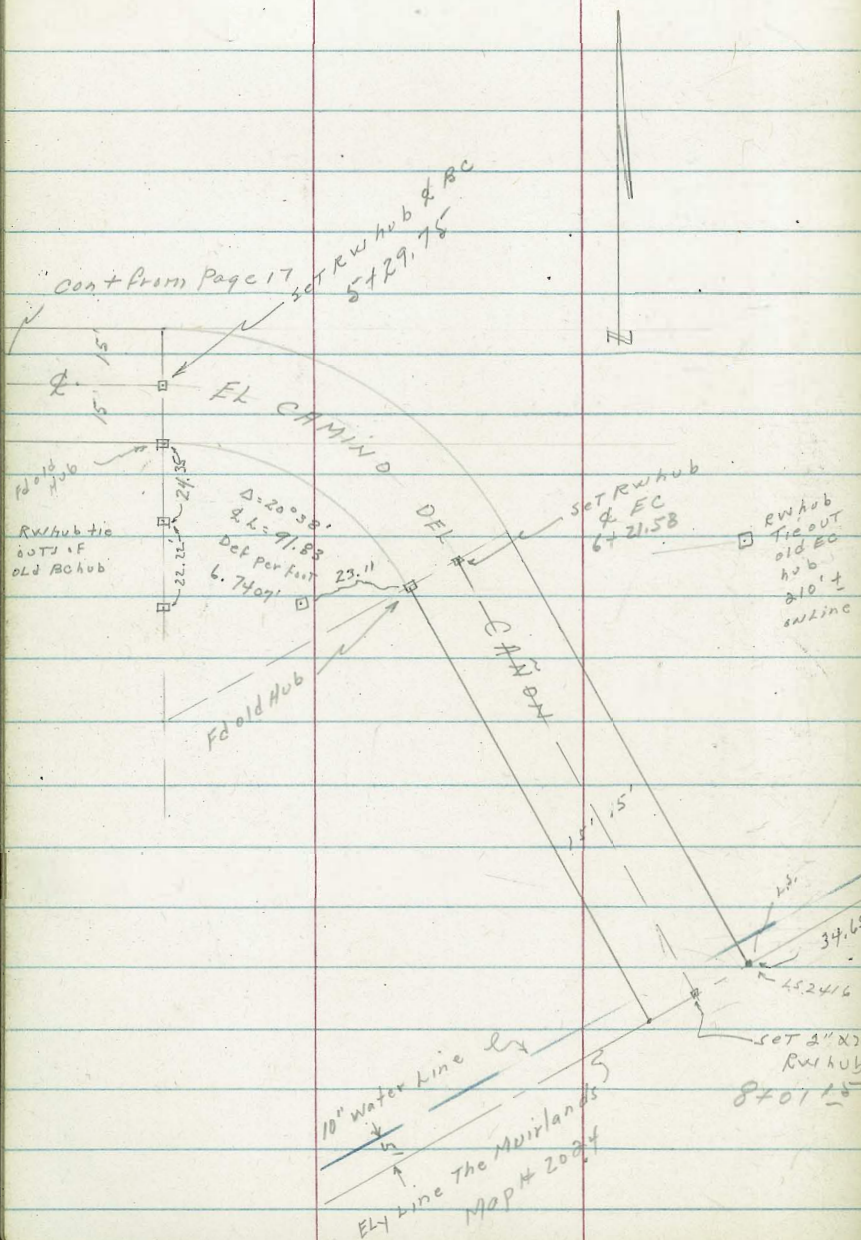 Cont from Page 17
SET RW hub & BC
5+29.75
15'
℄
15'
EL CAMINO DEL CAÑON
Fd old
HUB
24.35
22.22'
RW hub tie
OUTS OF
OLD BC hub
Δ=20°38'
℄ L=91.83
Def Per Foot
6.7407'
23.11
Fd old Hub
SET RW hub
& EC
6+21.58
RW hub
Tie OUT
old EC
hub
210' ±
on Line
N
15' 15'
L.S.
34.6
LS.2416
SET 2" x
RW hub
8+01
10" Water Line
5'
ELY Line The Muirlands
Map # 2024